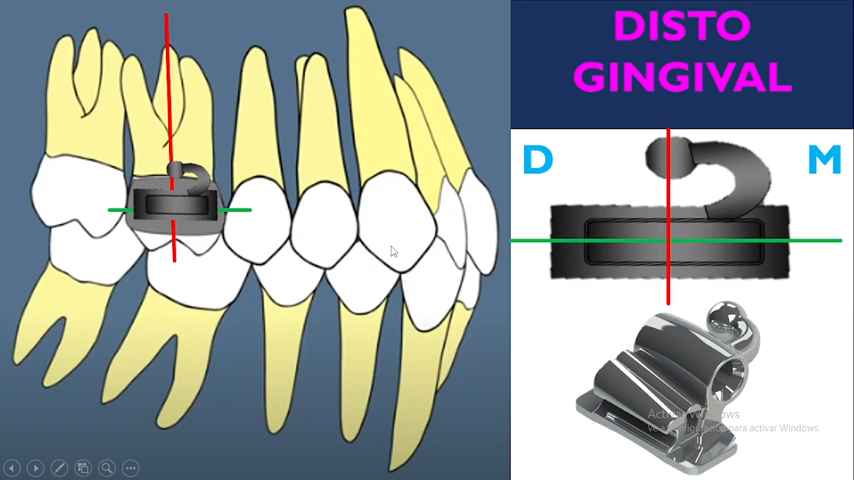 DISTO
GINGIVAL
D
M
Activar Windows
Ve a Configuración para activar Windows.